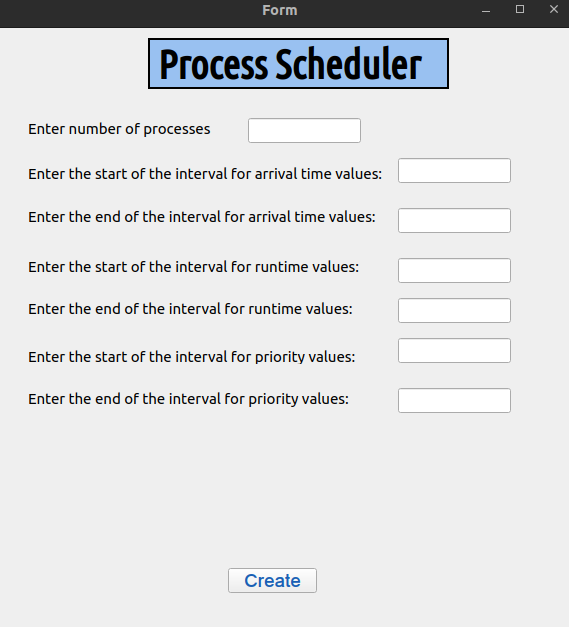 Form
Process Scheduler
Enter number of processes
Enter the start of the interval for arrival time values:
Enter the end of the interval for arrival time values:
Enter the start of the interval for runtime values:
Enter the end of the interval for runtime values:
Enter the start of the interval for priority values:
Enter the end of the interval for priority values:
Create